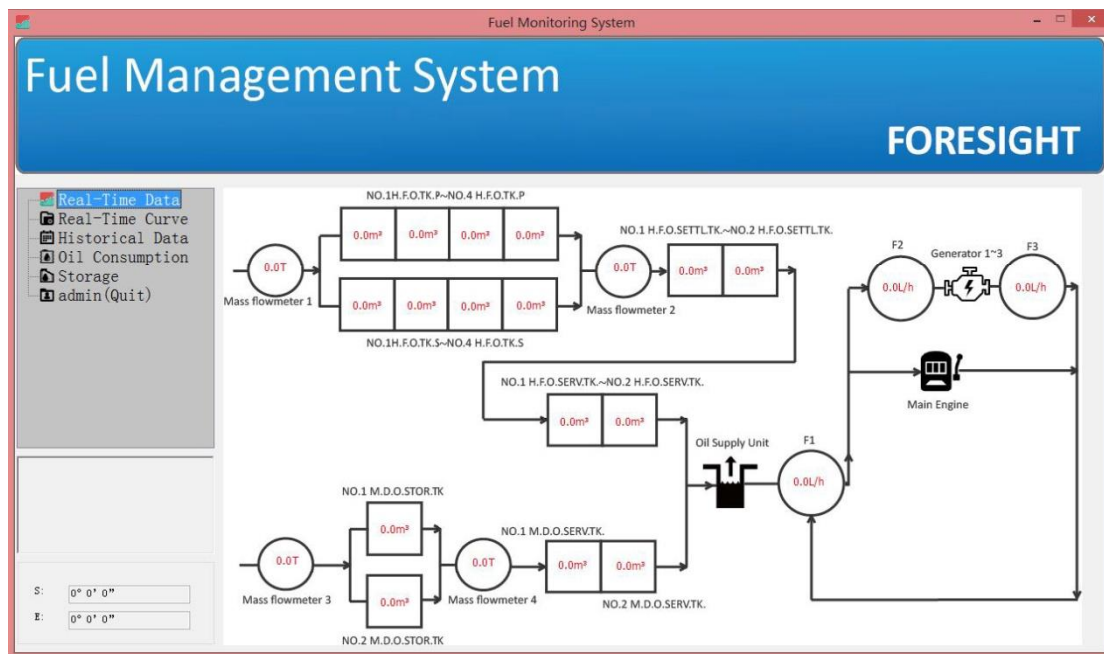 Fuel Monitoring System
Fuel Management System
FORESIGHT
Real-Time Data
Real-Time Curve
Historical Data
Oil Consumption
Storage
admin(Quit)
S: 0° 0' 0"
E: 0° 0' 0"
NO.1H.F.O.TK.P~NO.4 H.F.O.TK.P
0.0m³ 0.0m³ 0.0m³ 0.0m³
0.0T
Mass flowmeter 1
0.0m³ 0.0m³ 0.0m³ 0.0m³
NO.1H.F.O.TK.S~NO.4 H.F.O.TK.S
0.0T
Mass flowmeter 2
NO.1 H.F.O.SETTL.TK.~NO.2 H.F.O.SETTL.TK.
0.0m³ 0.0m³
F2
0.0L/h
Generator 1~3
F3
0.0L/h
Main Engine
NO.1 H.F.O.SERV.TK.~NO.2 H.F.O.SERV.TK.
0.0m³ 0.0m³
Oil Supply Unit
F1
0.0L/h
NO.1 M.D.O.STOR.TK
0.0m³
0.0T
Mass flowmeter 3
0.0m³
NO.2 M.D.O.STOR.TK
0.0T
Mass flowmeter 4
NO.1 M.D.O.SERV.TK.
0.0m³ 0.0m³
NO.2 M.D.O.SERV.TK.